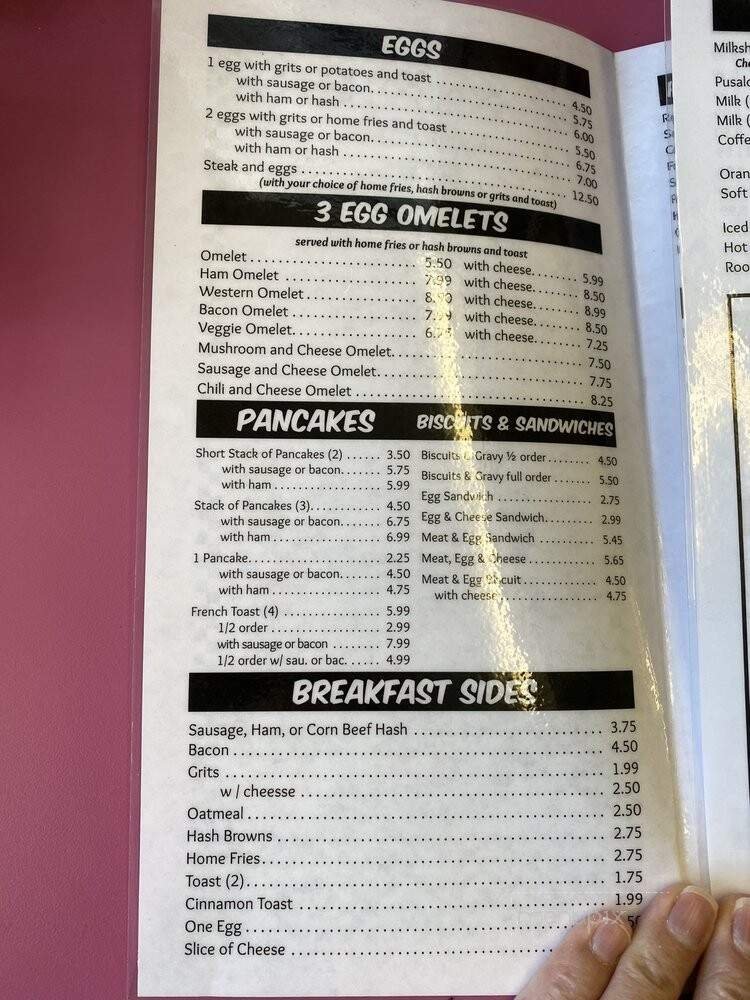 EGGS
1 egg with grits or potatoes and toast ........ 4.50
with sausage or bacon ........ 5.75
with ham or hash ........ 6.00
2 eggs with grits or home fries and toast ........ 5.50
with sausage or bacon ........ 6.75
with ham or hash ........ 7.00
Steak and eggs ........ 12.50
(with your choice of home fries, hash browns or grits and toast)
3 EGG OMELETS
served with home fries or hash browns and toast
Omelet ........ 5.50 with cheese ........ 5.99
Ham Omelet ........ 7.99 with cheese ........ 8.50
Western Omelet ........ with cheese ........ 8.99
Bacon Omelet ........ with cheese ........ 8.50
Veggie Omelet ........ with cheese ........ 7.25
Mushroom and Cheese Omelet ........ 7.50
Sausage and Cheese Omelet ........ 7.75
Chili and Cheese Omelet ........ 8.25
PANCAKES
Short Stack of Pancakes (2) ...... 3.50
with sausage or bacon ....... 5.75
with ham ........ 5.99
Stack of Pancakes (3) ........ 4.50
with sausage or bacon ....... 6.75
with ham ........ 6.99
1 Pancake ........ 2.25
with sausage or bacon ....... 4.50
with ham ........ 4.75
French Toast (4) ........ 5.99
1/2 order ........ 2.99
with sausage or bacon ........ 7.99
1/2 order w/ sau. or bac. ..... 4.99
BISCUITS & SANDWICHES
Biscuits & Gravy ½ order ........ 4.50
Biscuits & Gravy full order ....... 5.50
Egg Sandwich ........ 2.75
Egg & Cheese Sandwich ........ 2.99
Meat & Egg Sandwich ........ 5.45
Meat, Egg & Cheese ........ 5.65
Meat & Egg Biscuit ........ 4.50
with cheese ........ 4.75
BREAKFAST SIDES
Sausage, Ham, or Corn Beef Hash ........ 3.75
Bacon ........ 4.50
Grits ........ 1.99
w / cheesse ........ 2.50
Oatmeal ........ 2.50
Hash Browns ........ 2.75
Home Fries ........ 2.75
Toast (2) ........ 1.75
Cinnamon Toast ........ 1.99
One Egg ........
Slice of Cheese ........
Milk (
Milk (
Soft
Iced
Hot